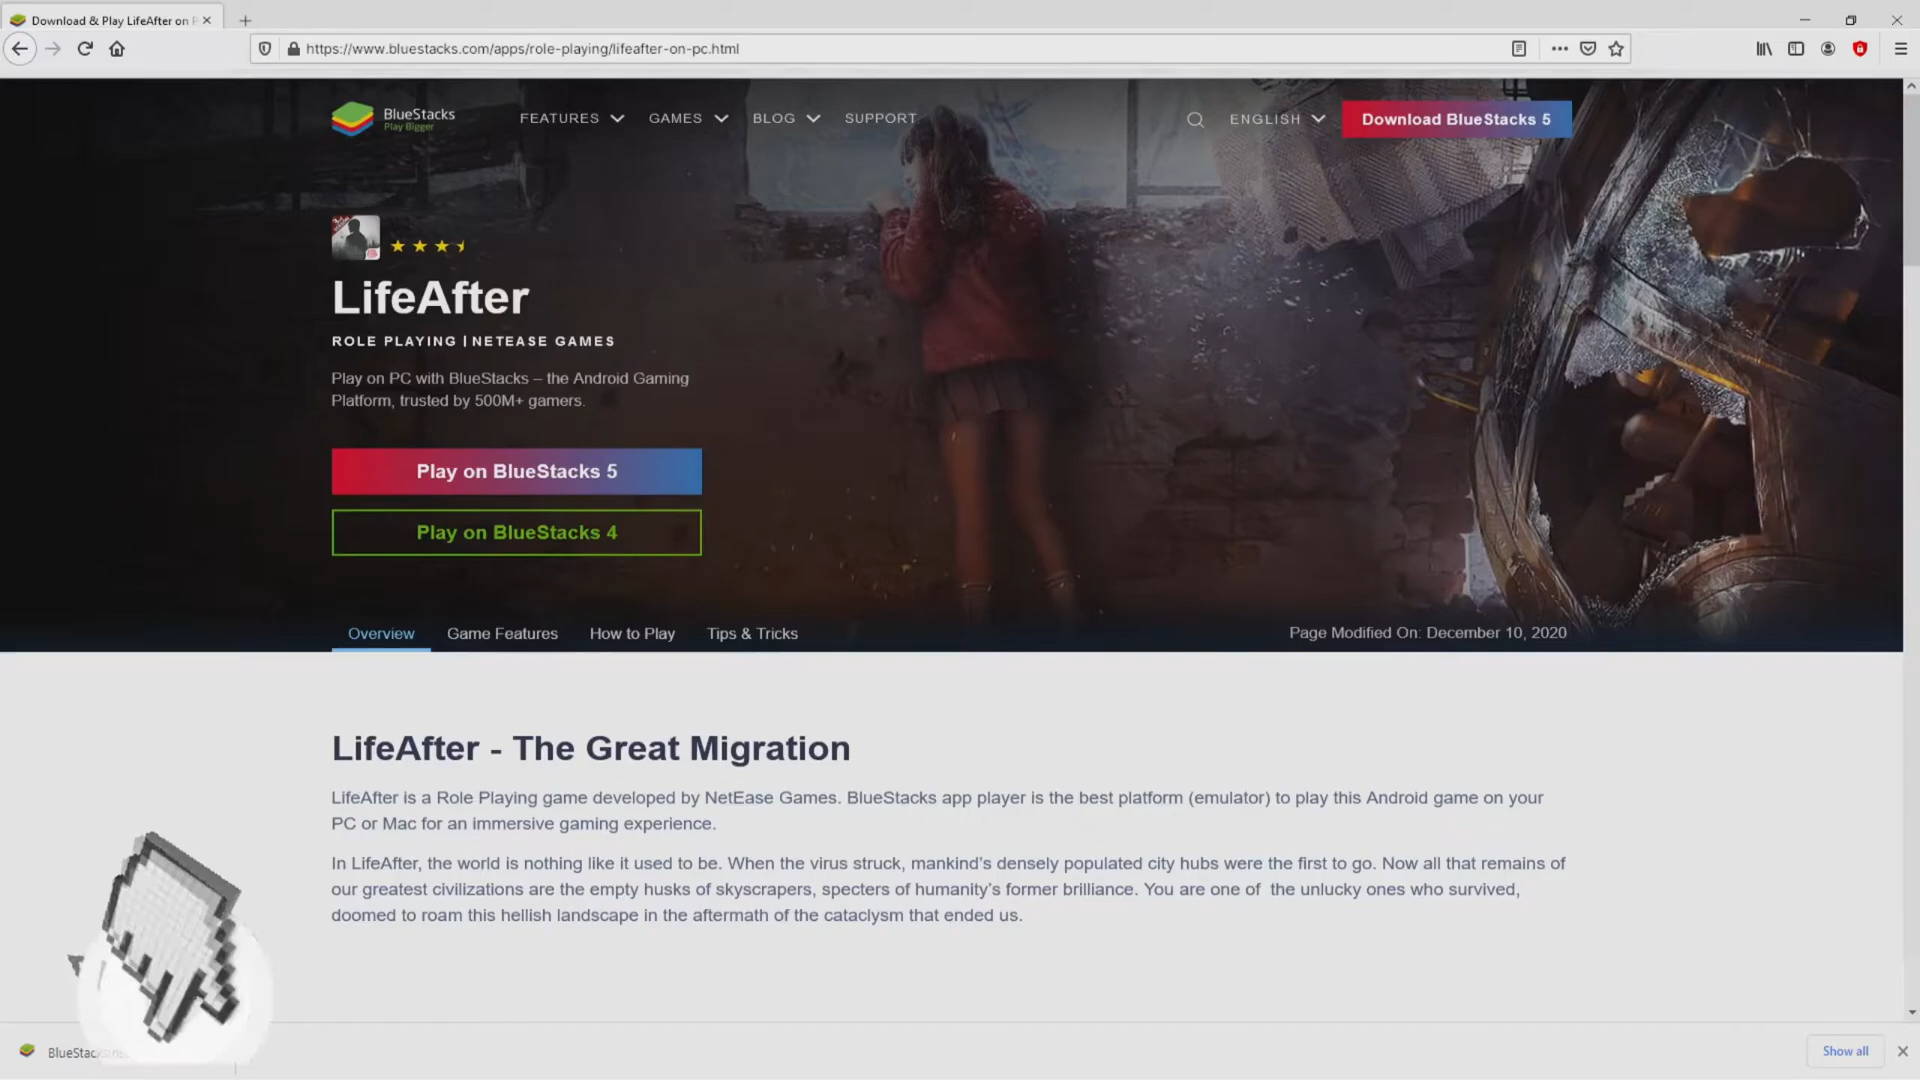 Download & Play LifeAfter on
https://www.bluestacks.com/apps/role-playing/lifeafter-on-pc.html
BlueStacks
Play Bigger
FEATURES GAMES BLOG SUPPORT
ENGLISH
Download BlueStacks 5
LifeAfter
ROLE PLAYING | NETEASE GAMES
Play on PC with BlueStacks – the Android Gaming
Platform, trusted by 500M+ gamers.
Play on BlueStacks 5
Play on BlueStacks 4
Overview Game Features How to Play Tips & Tricks
Page Modified On: December 10, 2020
LifeAfter - The Great Migration
LifeAfter is a Role Playing game developed by NetEase Games. BlueStacks app player is the best platform (emulator) to play this Android game on your
PC or Mac for an immersive gaming experience.
In LifeAfter, the world is nothing like it used to be. When the virus struck, mankind’s densely populated city hubs were the first to go. Now all that remains of
our greatest civilizations are the empty husks of skyscrapers, specters of humanity’s former brilliance. You are one of the unlucky ones who survived,
doomed to roam this hellish landscape in the aftermath of the cataclysm that ended us.
Show all